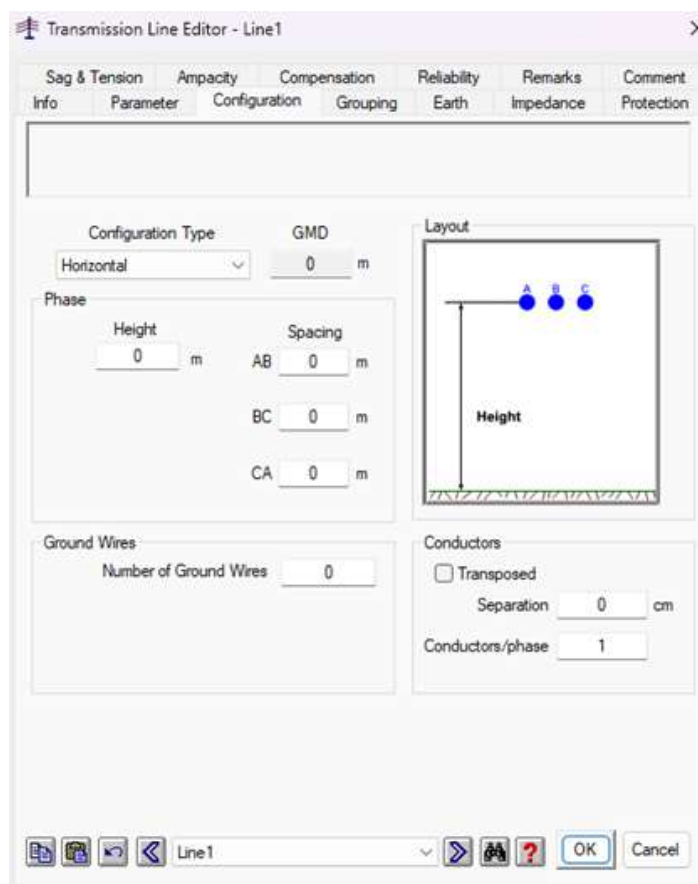 Transmission Line Editor - Line1
Sag & Tension Ampacity Compensation Reliability Remarks Comment
Info Parameter Configuration Grouping Earth Impedance Protection
Configuration Type GMD
Horizontal 0 m
Phase
Height Spacing
0 m AB 0 m
BC 0 m
CA 0 m
Layout
A B C
Height
Ground Wires
Number of Ground Wires 0
Conductors
Transposed
Separation 0 cm
Conductors/phase 1
Line1 ? OK Cancel